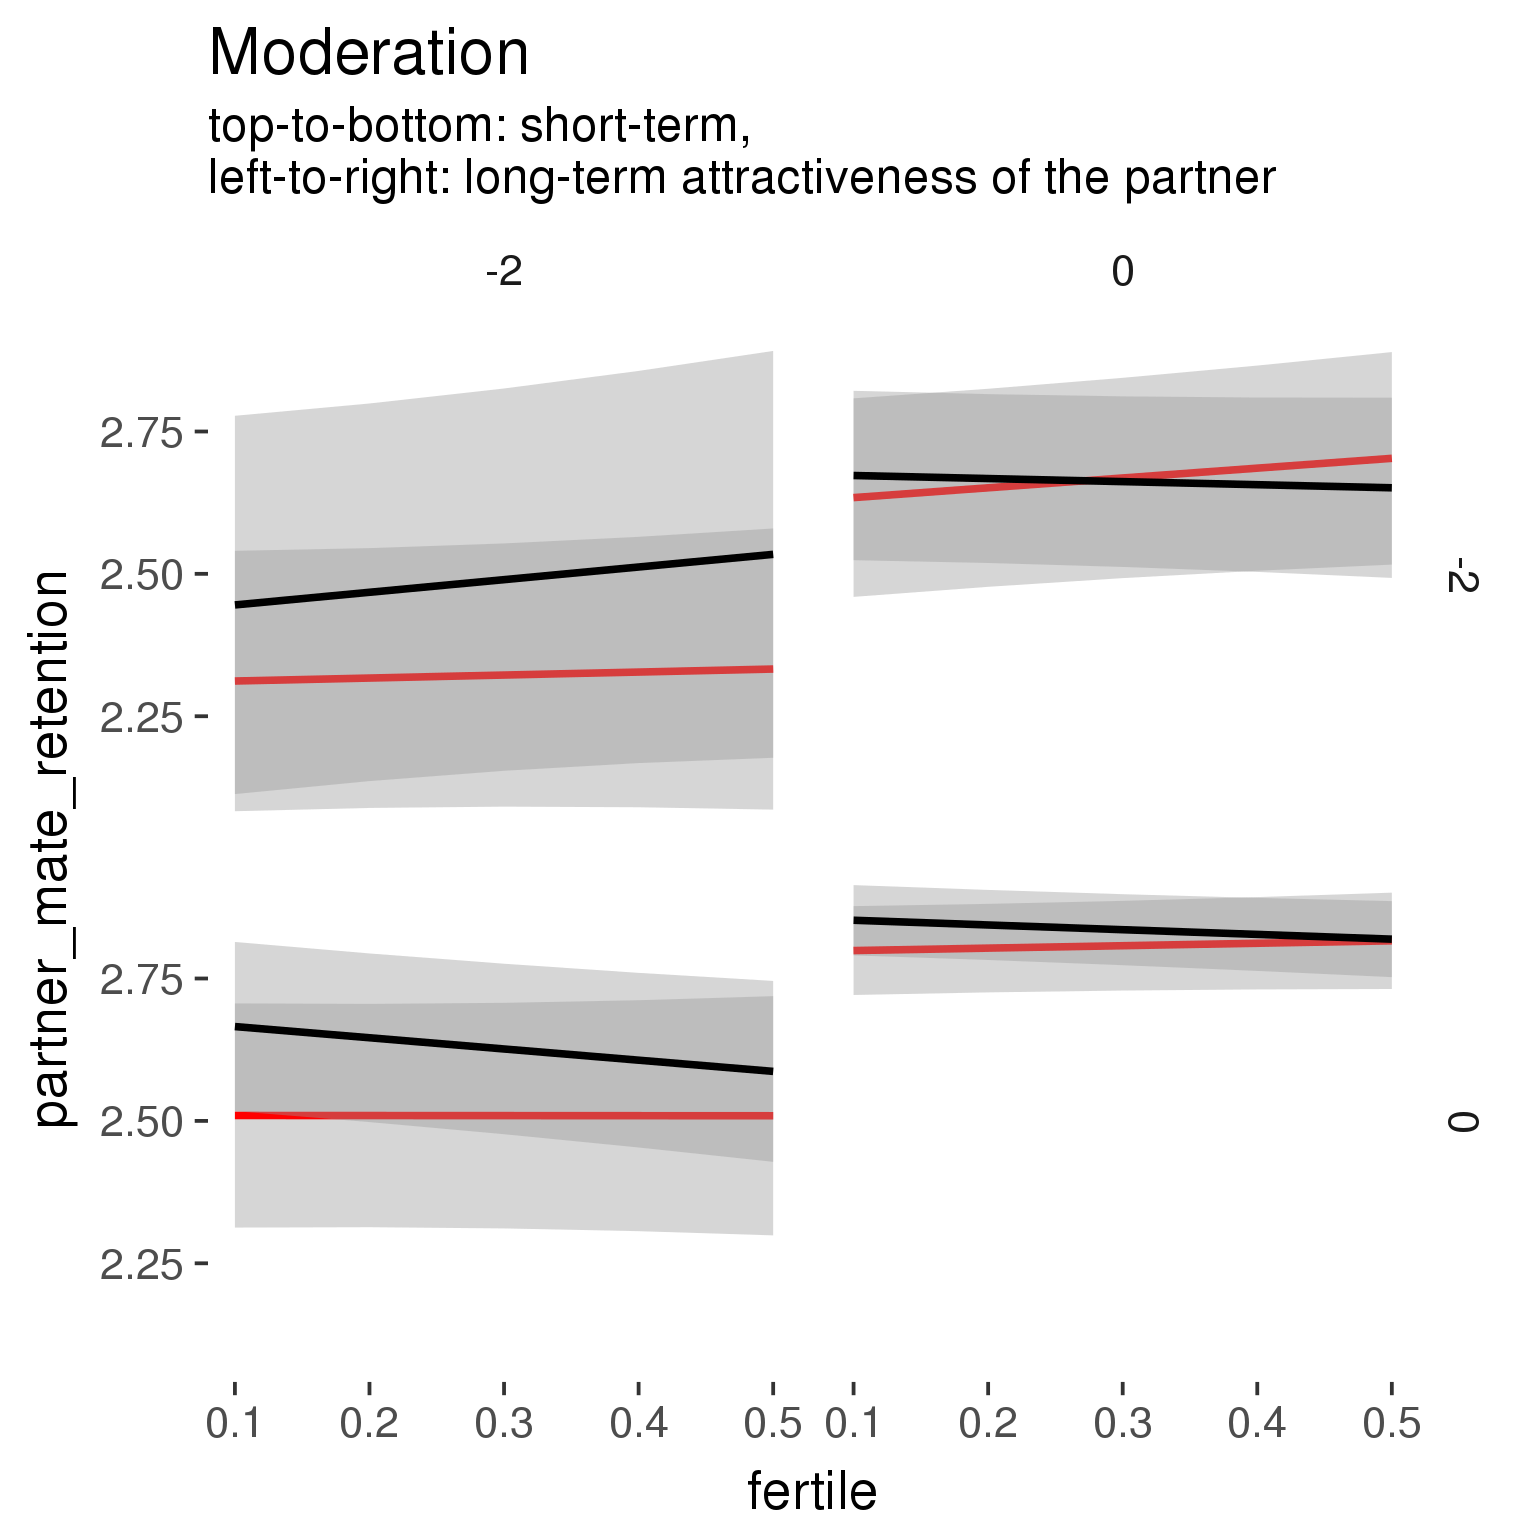 Moderation
top-to-bottom: short-term,
left-to-right: long-term attractiveness of the partner
-2 0
partner_mate_retention
2.75
2.50
2.25
-2
2.75
2.50
2.25
0
0.1 0.2 0.3 0.4 0.5 0.1 0.2 0.3 0.4 0.5
fertile